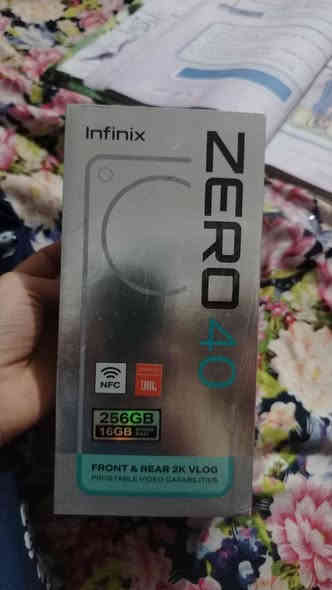 Infinix
ZERO 40
NFC
JBL
256GB
16GB
FRONT & REAR 2K VLOG